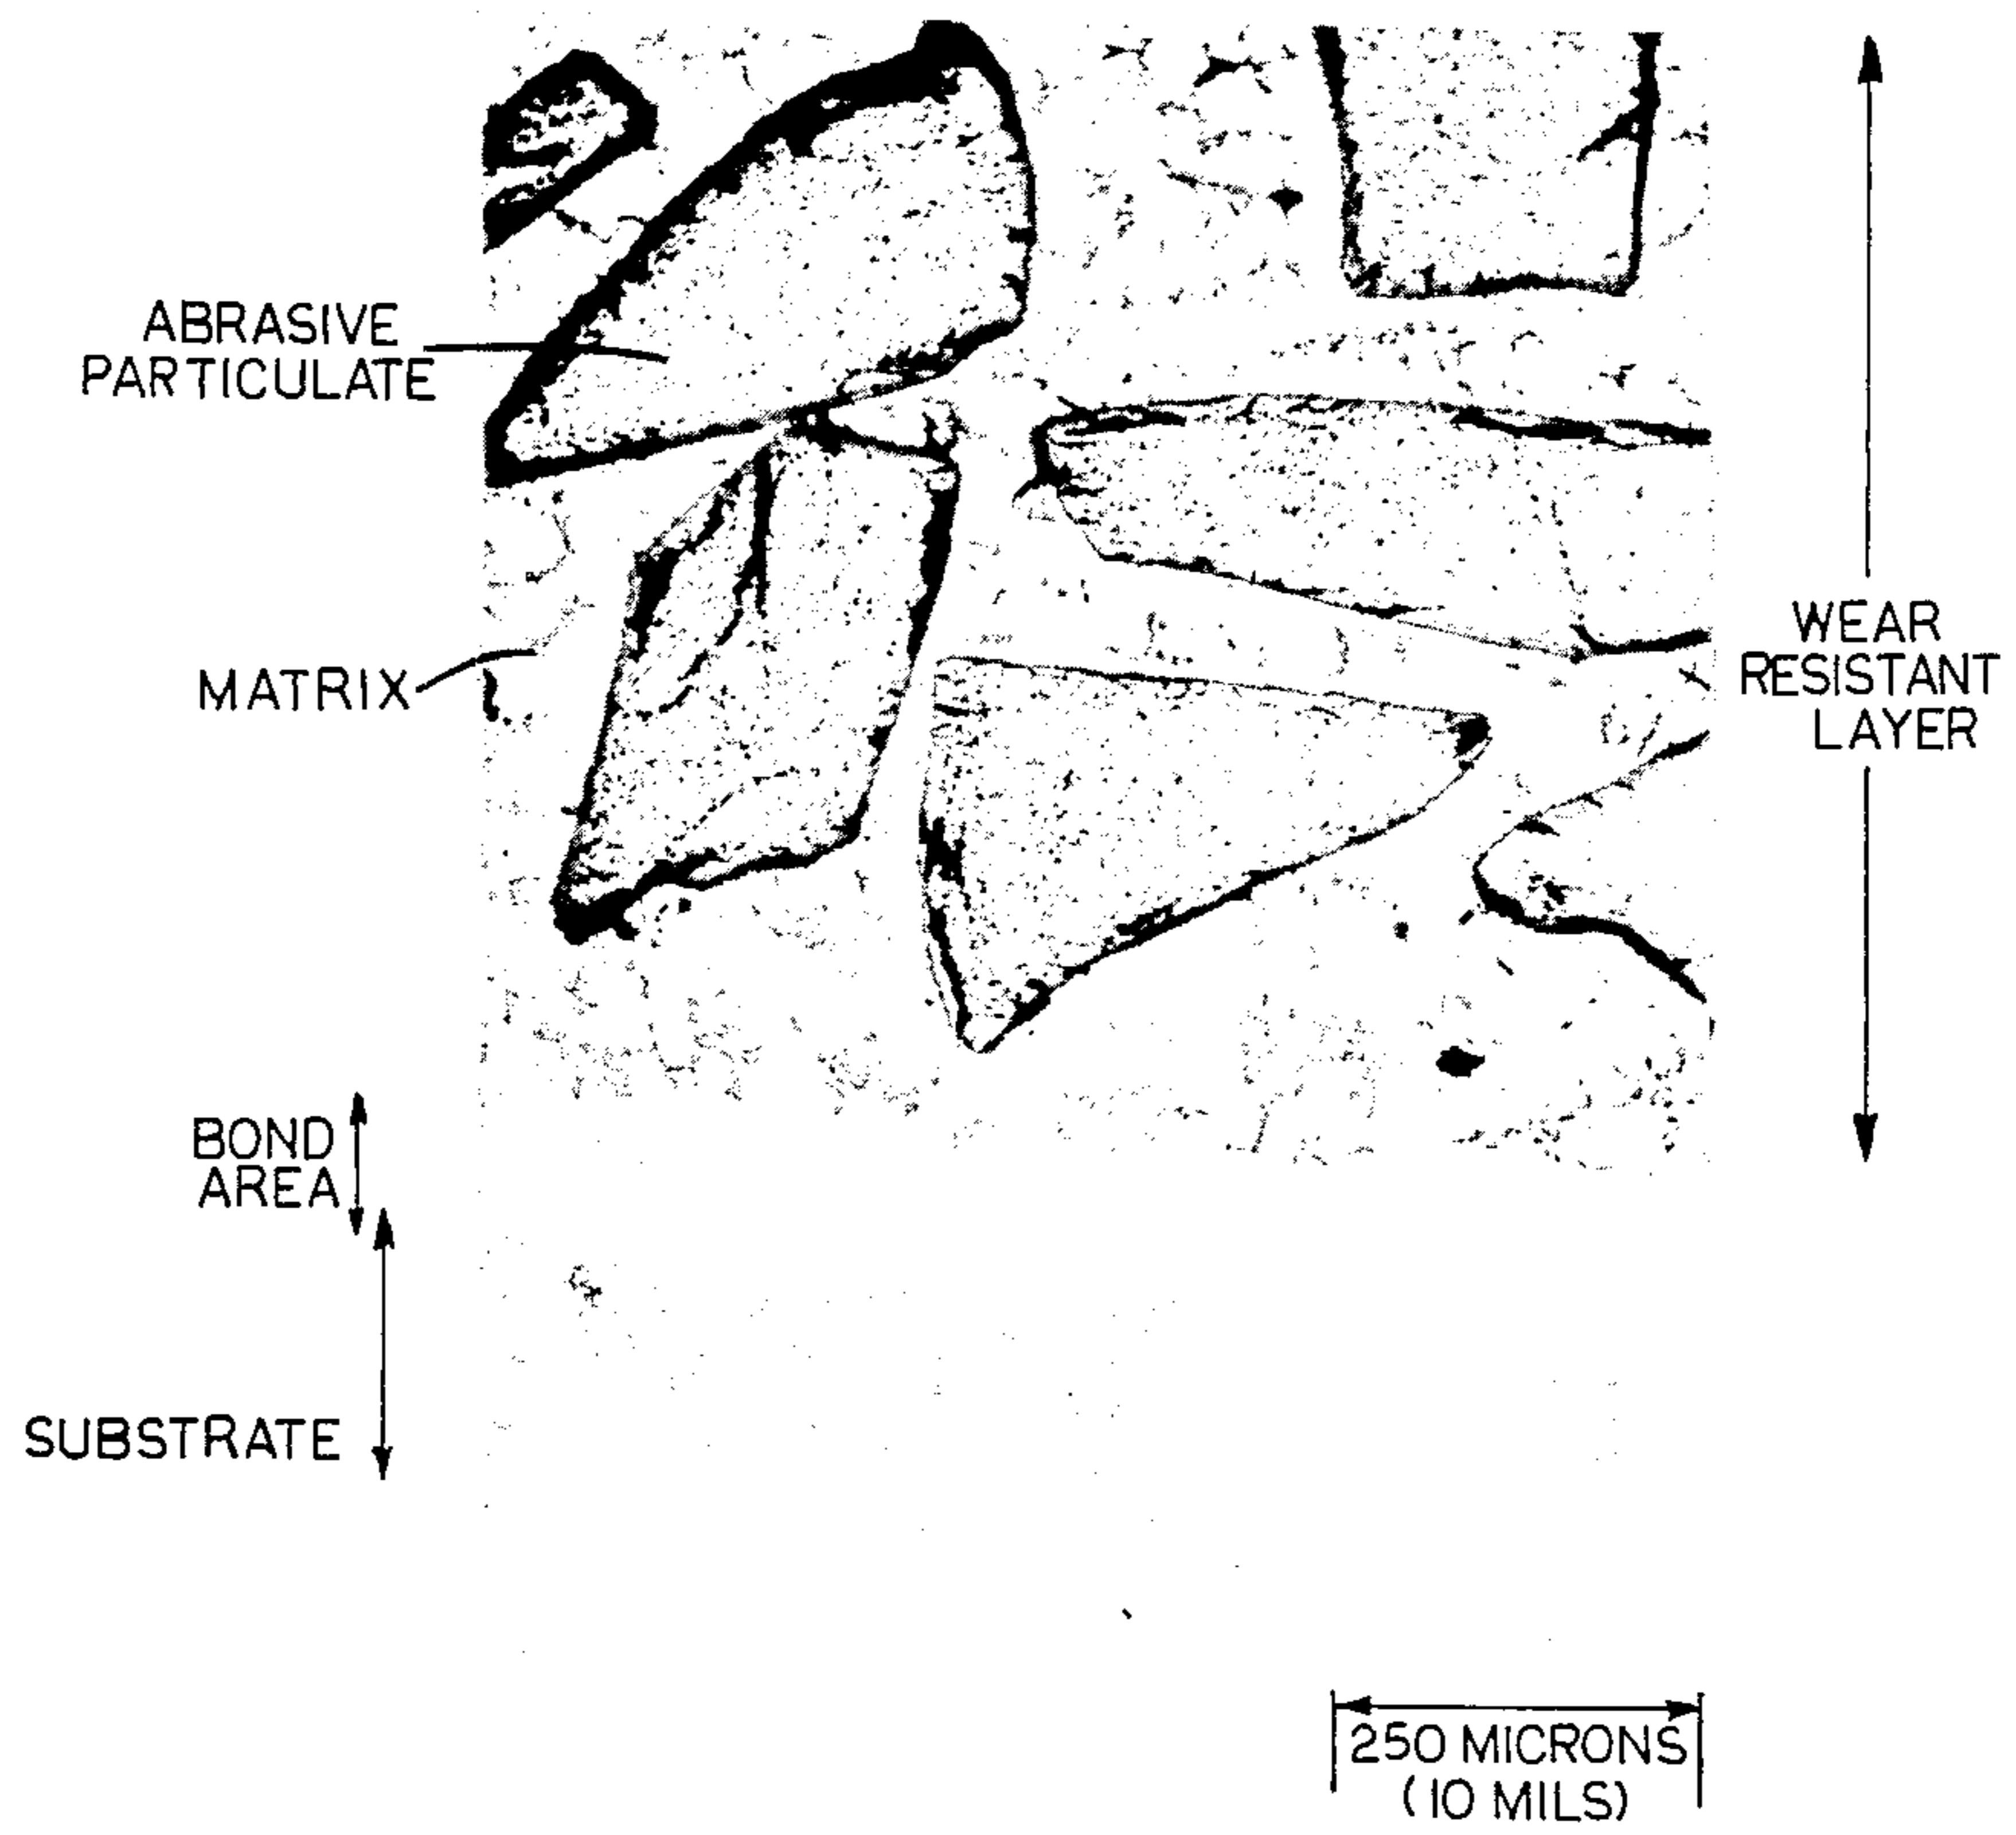 ABRASIVE
PARTICULATE
MATRIX
WEAR
RESISTANT
LAYER
BOND
AREA
SUBSTRATE
250 MICRONS
(10 MILS)